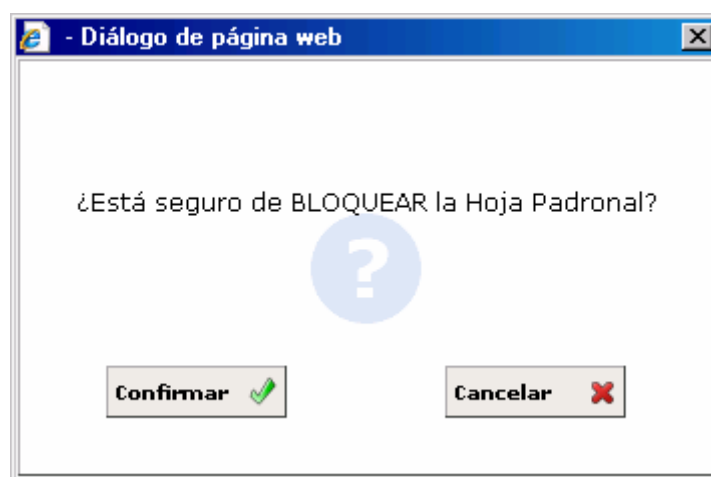 - Diálogo de página web
¿Está seguro de BLOQUEAR la Hoja Padronal?
?
Confirmar
Cancelar